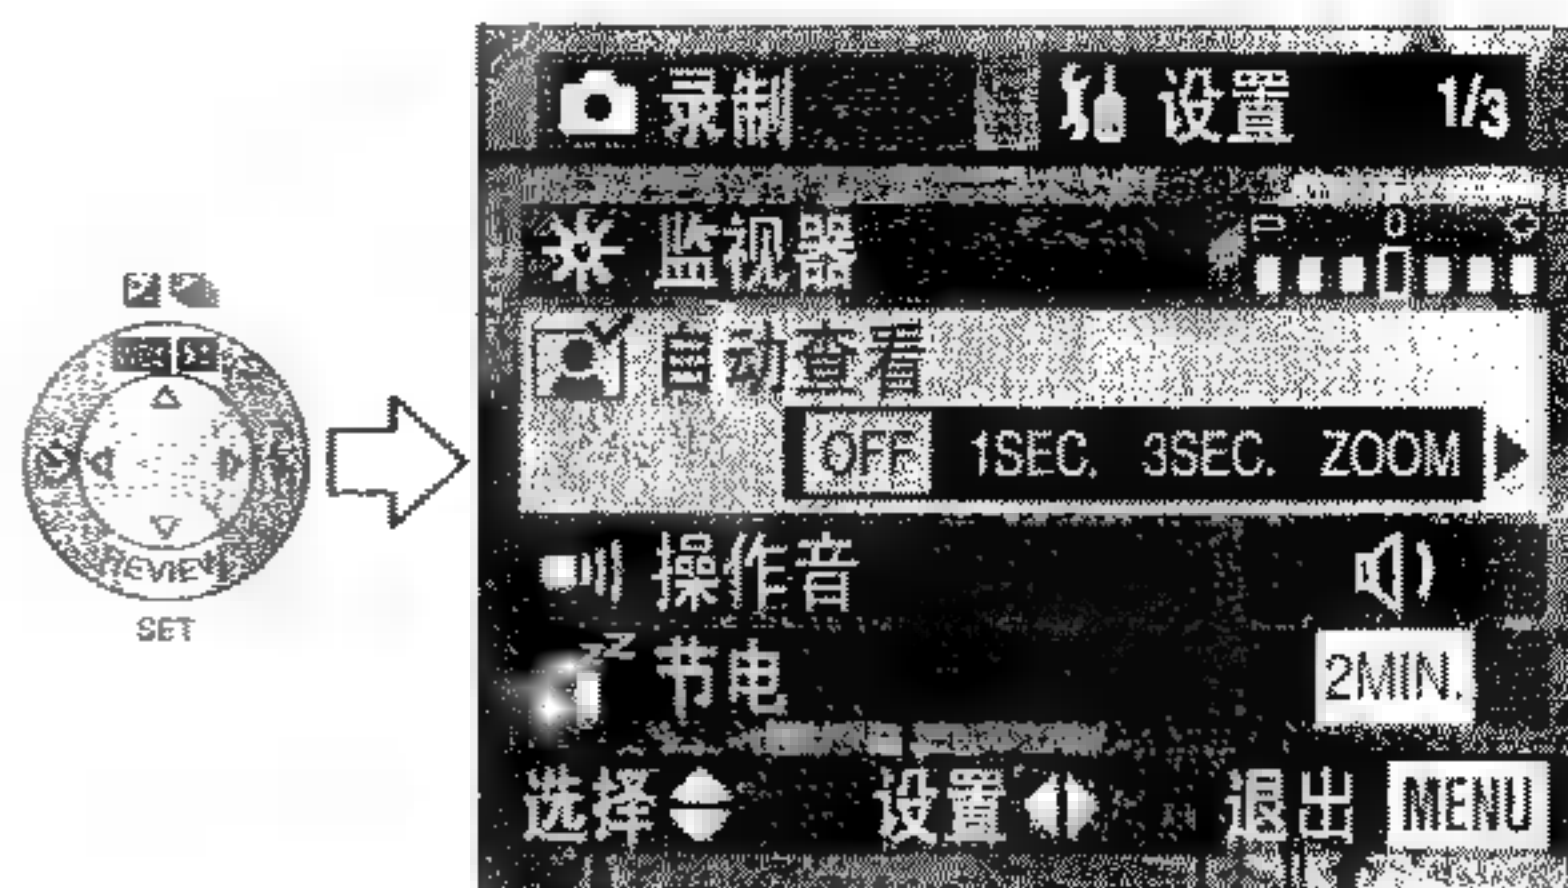 录制 设置 1/3
监视器 - 0 +
自动查看
OFF 1SEC. 3SEC. ZOOM
操作音
节电 2MIN.
选择 设置 退出 MENU
REVIEW
SET